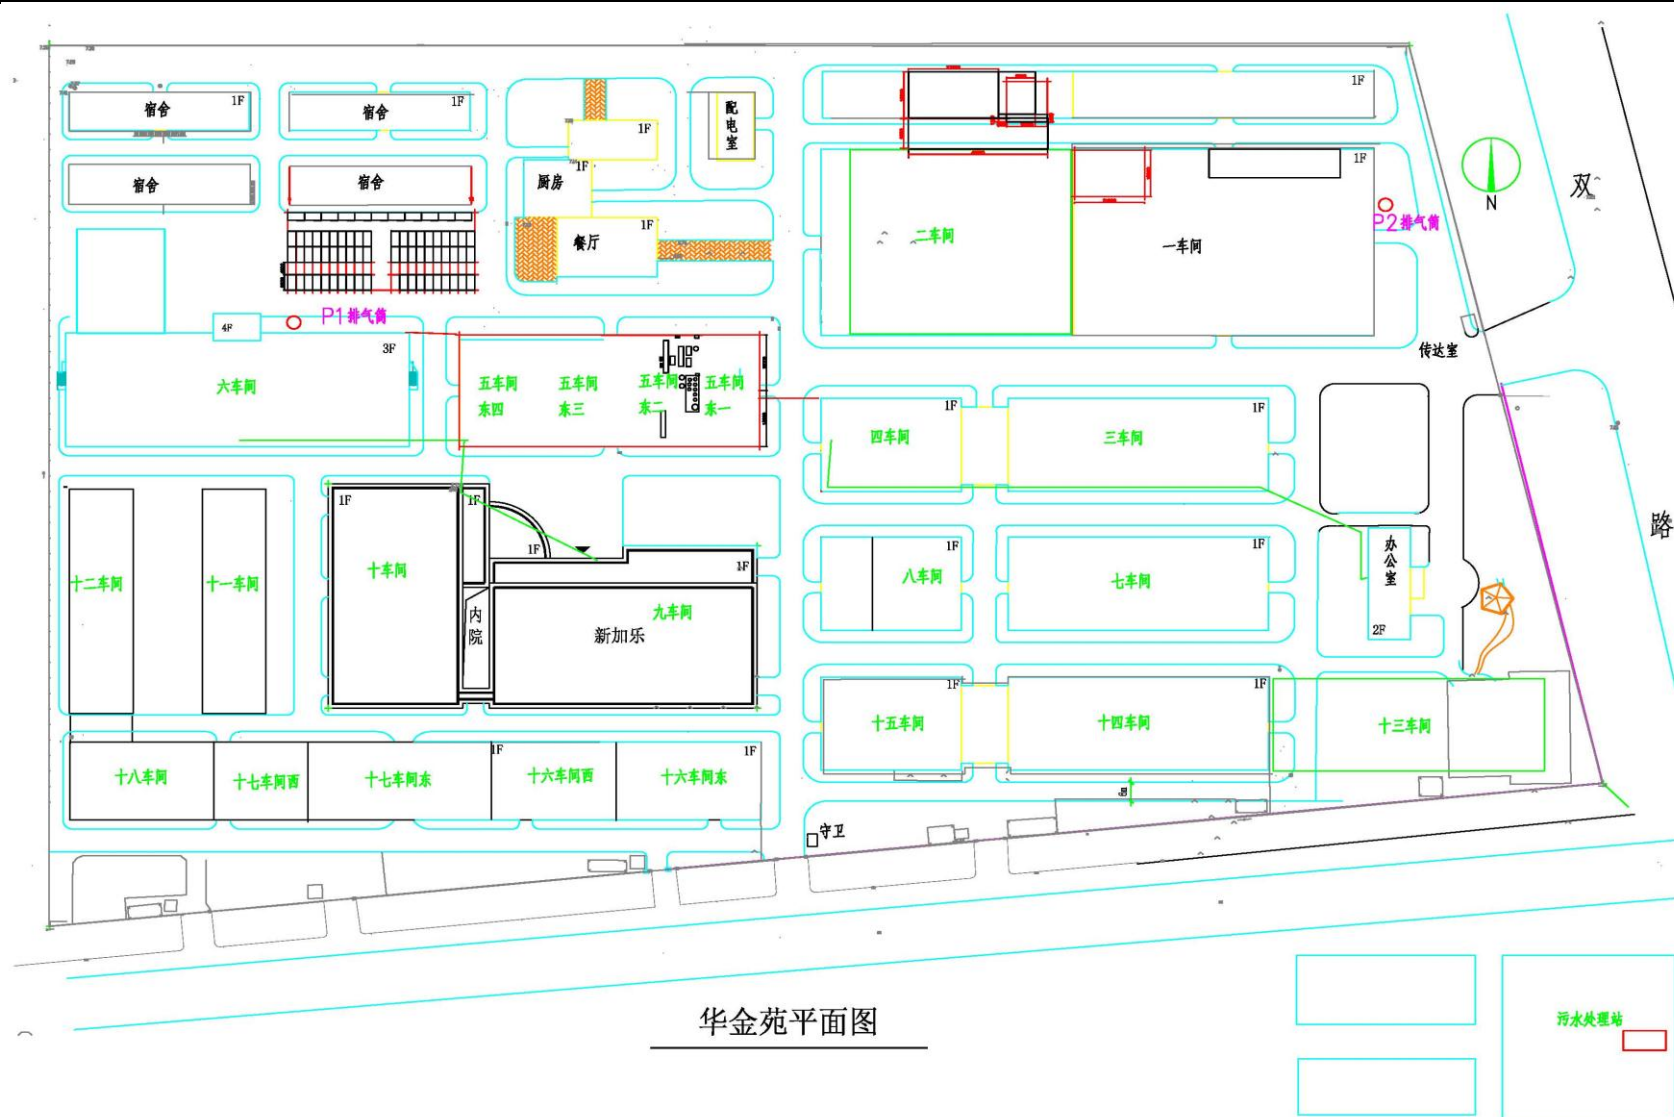 宿舍
1F
宿舍
1F
1F
配电室
1F
宿舍
宿舍
厨房
1F
1F
餐厅
二车间
一车间
1F
双
N
P2排气筒
P1排气筒
4F
3F
六车间
五车间
东四
五车间
东三
五车间
东二
五车间
东一
传达室
1F
四车间
1F
三车间
1F
1F
1F
十车间
1F
九车间
内院
新加乐
十二车间
十一车间
1F
八车间
1F
七车间
办公室
2F
路
1F
十五车间
1F
十四车间
十三车间
十八车间
十七车间西
十七车间东
1F
十六车间西
1F
十六车间东
守卫
华金苑平面图
污水处理站